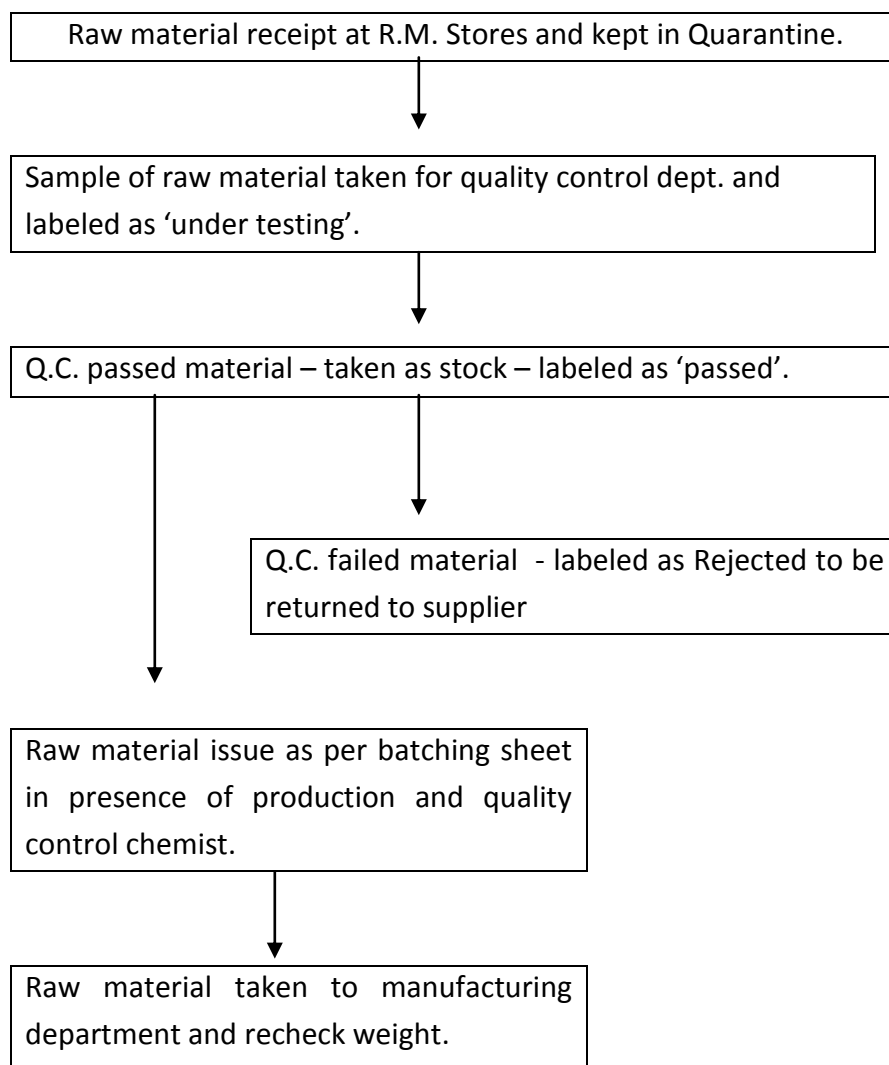 Raw material receipt at R.M. Stores and kept in Quarantine.
Sample of raw material taken for quality control dept. and
labeled as ‘under testing’.
Q.C. passed material – taken as stock – labeled as ‘passed’.
Q.C. failed material - labeled as Rejected to be
returned to supplier
Raw material issue as per batching sheet
in presence of production and quality
control chemist.
Raw material taken to manufacturing
department and recheck weight.